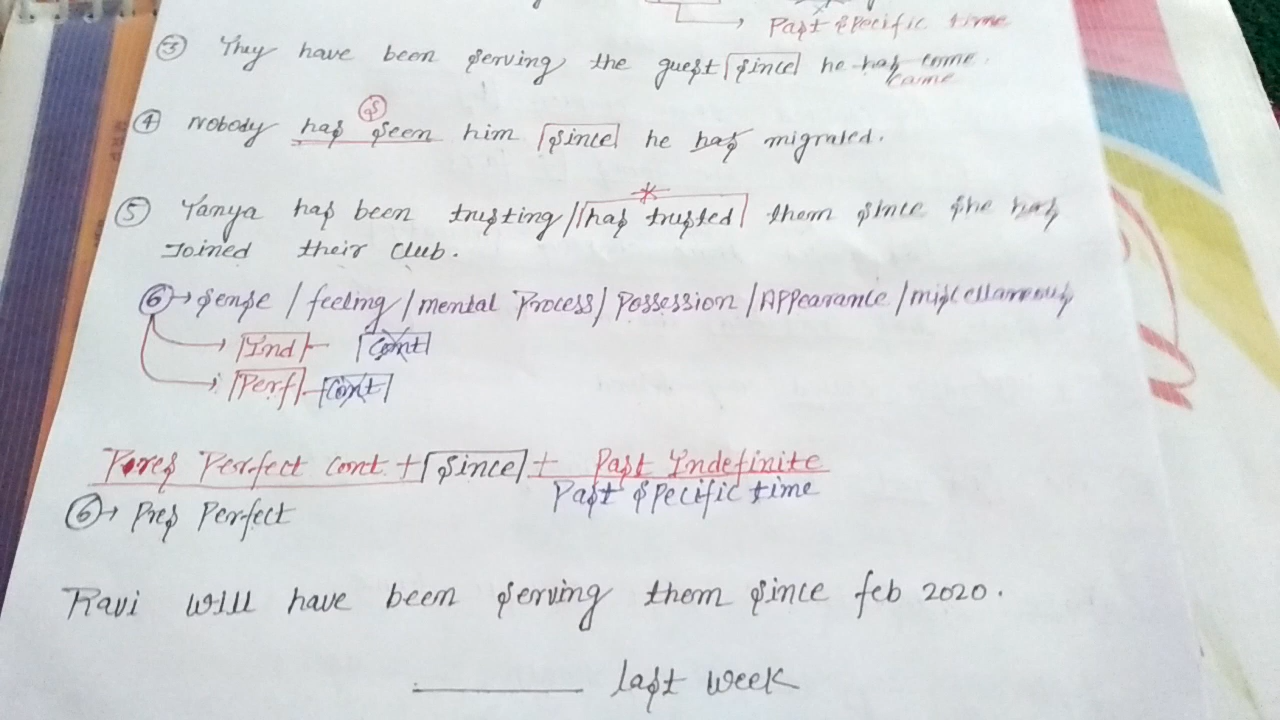 Past specific time
③ They have been serving the guest since he has come.
came
④ Nobody has seen him since he has migrated.
⑤ Tanya has been trusting / has trusted them since she has
Joined their club.
⑥→ sense / feeling / mental Process / Possession / Appearance / miscellaneous
→ Ind - Cont
→ Perf - Cont
Pres Perfect cont + since + Past Indefinite
Past specific time
⑥→ Pres Perfect
Ravi will have been serving them since feb 2020.
________ last week